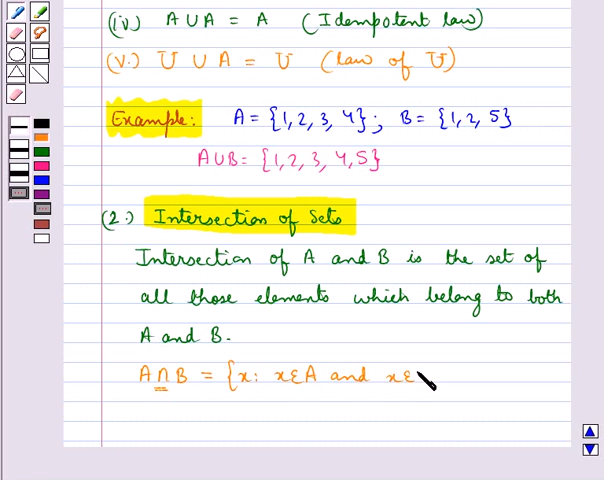 (iv.) A ∪ A = A (Idempotent law)
(v.) U ∪ A = U (law of U)
Example: A = {1, 2, 3, 4}; B = {1, 2, 5}
A∪B = {1, 2, 3, 4, 5}
(2.) Intersection of Sets
Intersection of A and B is the set of
all those elements which belong to both
A and B.
A ∩ B = {x: x∈A and x∈